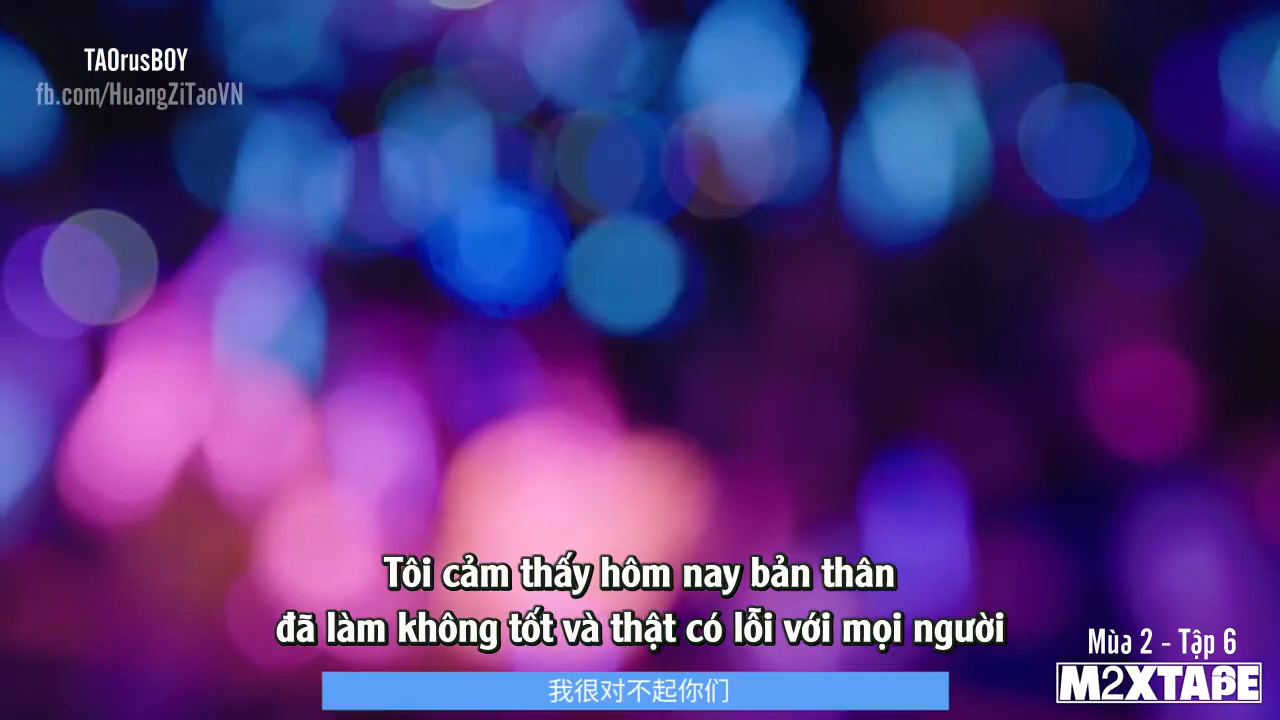 TAOrusBOY
fb.com/HuangZiTaoVN
Tôi cảm thấy hôm nay bản thân
đã làm không tốt và thật có lỗi với mọi người
我很对不起你们
Mùa 2 - Tập 6
M2XTAPE